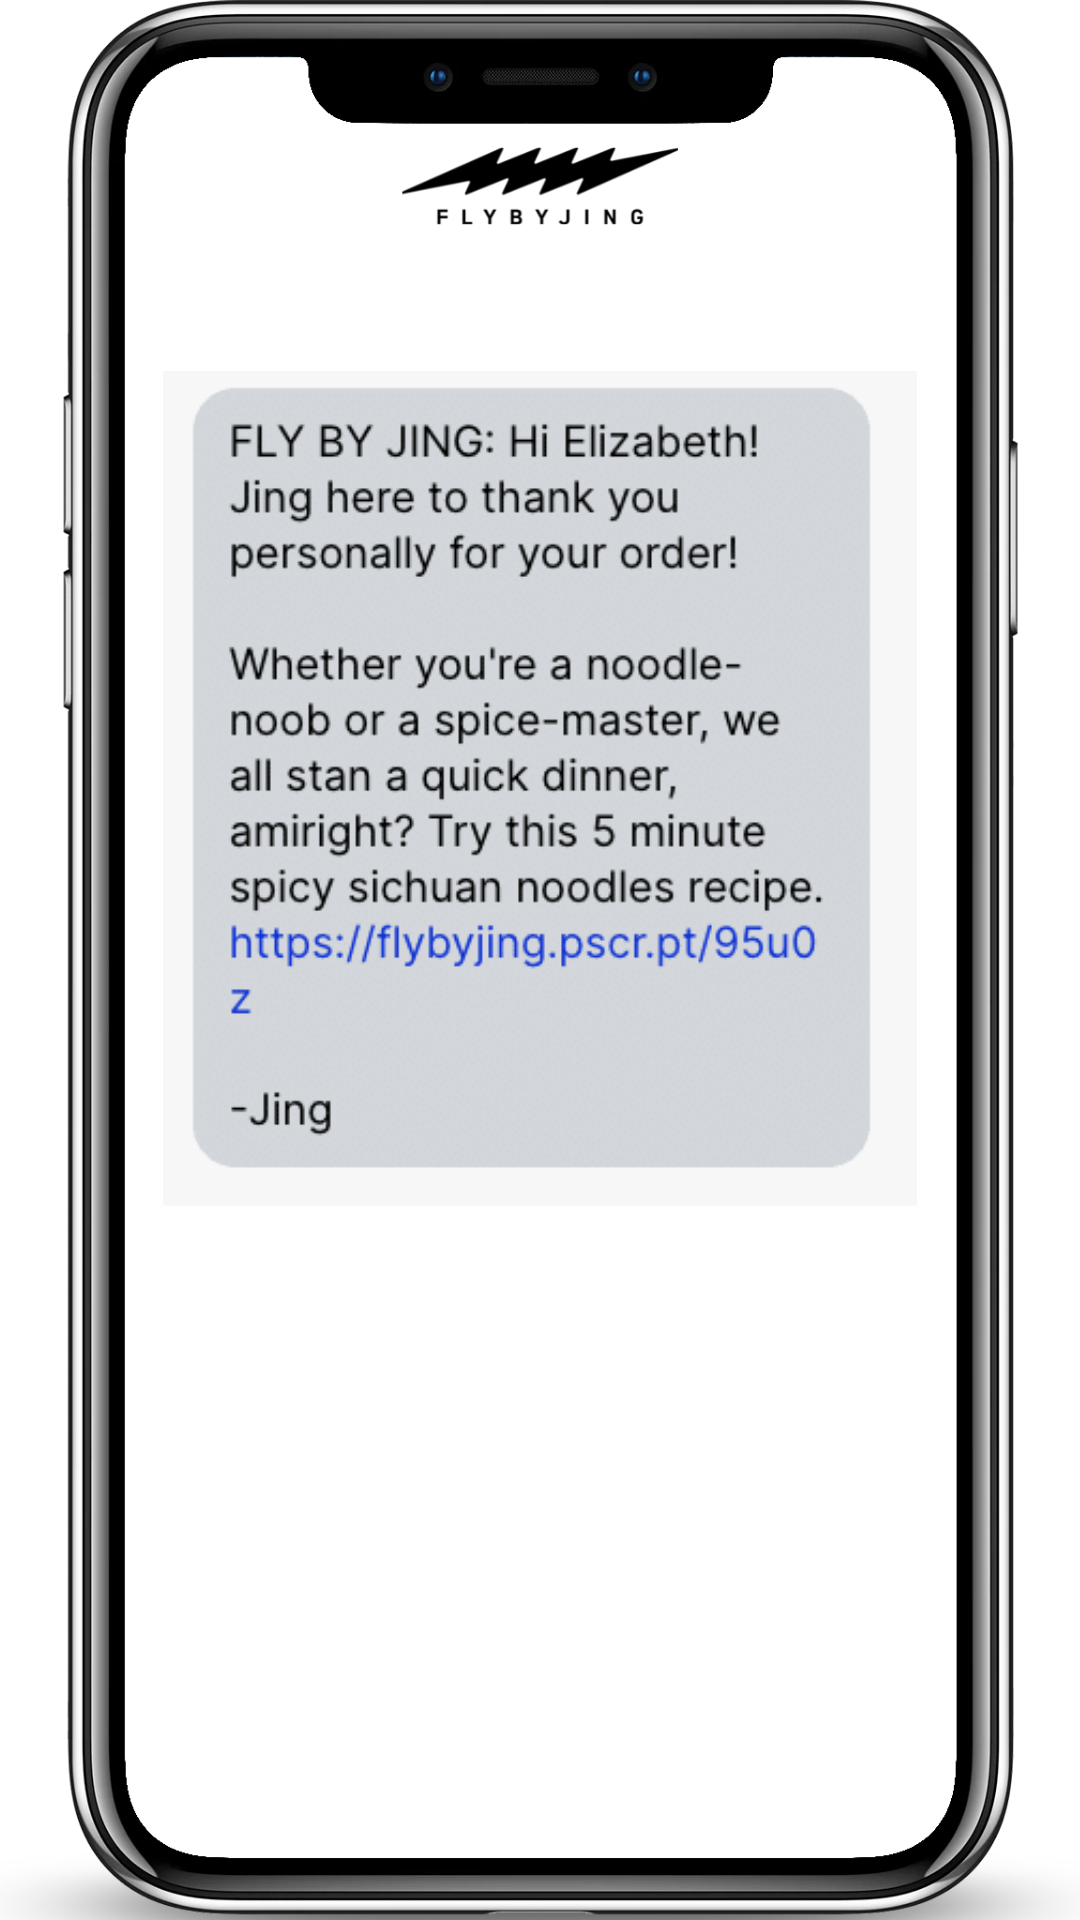 FLYBYJING
FLY BY JING: Hi Elizabeth!
Jing here to thank you
personally for your order!
Whether you're a noodle-
noob or a spice-master, we
all stan a quick dinner,
amiright? Try this 5 minute
spicy sichuan noodles recipe.
https://flybyjing.pscr.pt/95u0
z
-Jing